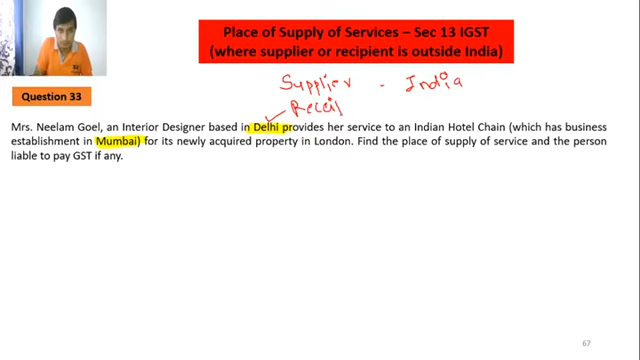 Place of Supply of Services – Sec 13 IGST
(where supplier or recipient is outside India)
Supplier - India
Receil
Question 33
Mrs. Neelam Goel, an Interior Designer based in Delhi provides her service to an Indian Hotel Chain (which has business
establishment in Mumbai) for its newly acquired property in London. Find the place of supply of service and the person
liable to pay GST if any.
67